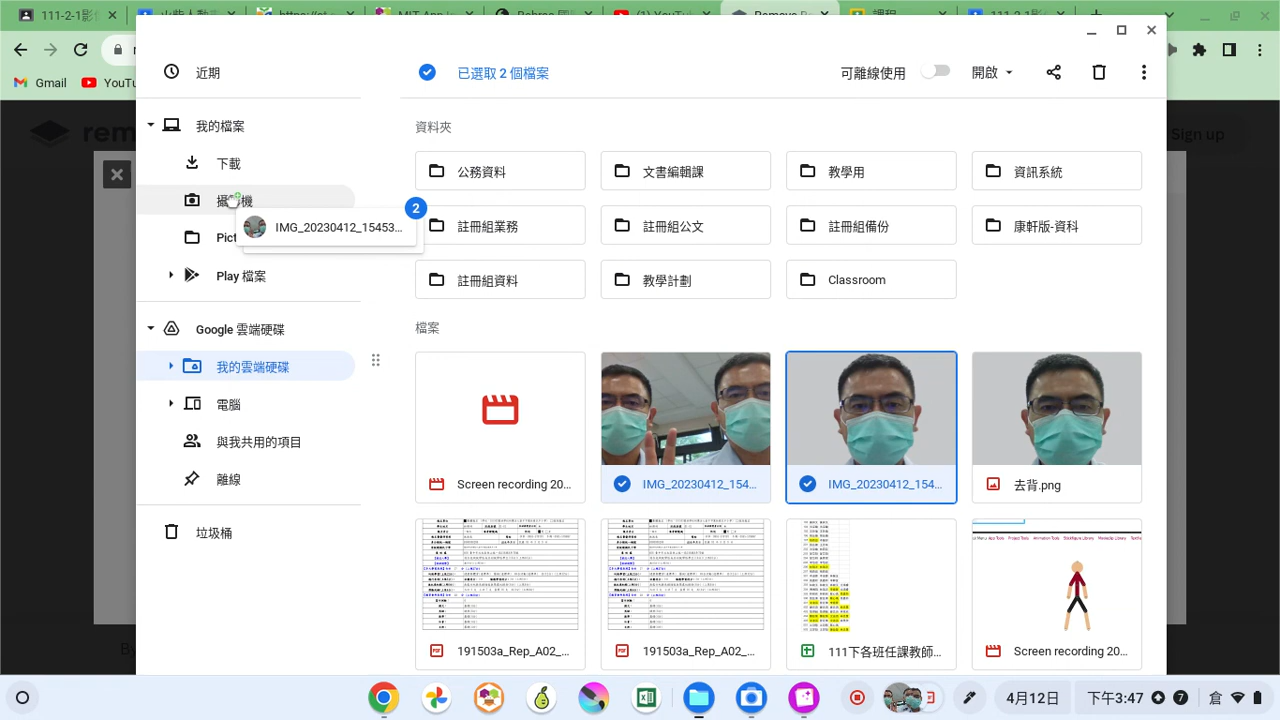 111-1
Gmail
YouTu
rem
Sign up
By
近期
我的檔案
下載
攝 機
Pict
Play 檔案
Google 雲端硬碟
我的雲端硬碟
電腦
與我共用的項目
離線
垃圾桶
IMG_20230412_15453...
2
已選取 2 個檔案
可離線使用
開啟
資料夾
公務資料
文書編輯課
教學用
資訊系統
註冊組業務
註冊組公文
註冊組備份
康軒版-資科
註冊組資料
教學計劃
Classroom
檔案
Screen recording 20...
IMG_20230412_154...
IMG_20230412_154...
去背.png
191503a_Rep_A02_...
191503a_Rep_A02_...
111下各班任課教師...
Screen recording 20...
4月12日
下午3:47
7
倉